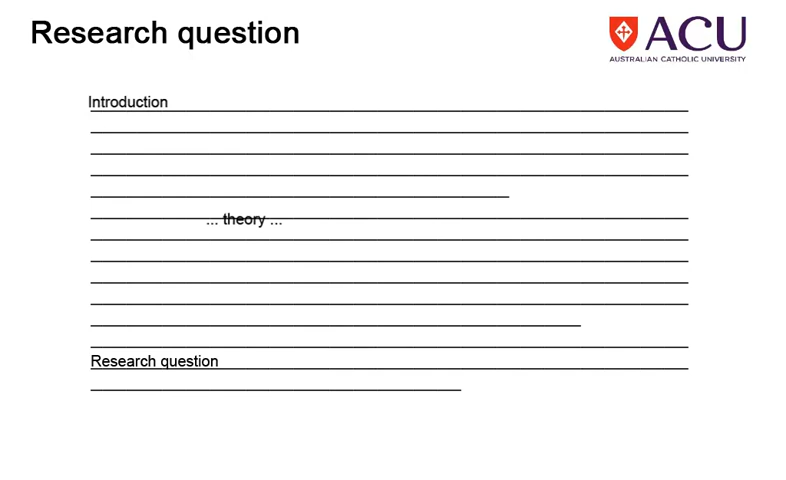 Research question
ACU
AUSTRALIAN CATHOLIC UNIVERSITY
Introduction
... theory ...
Research question